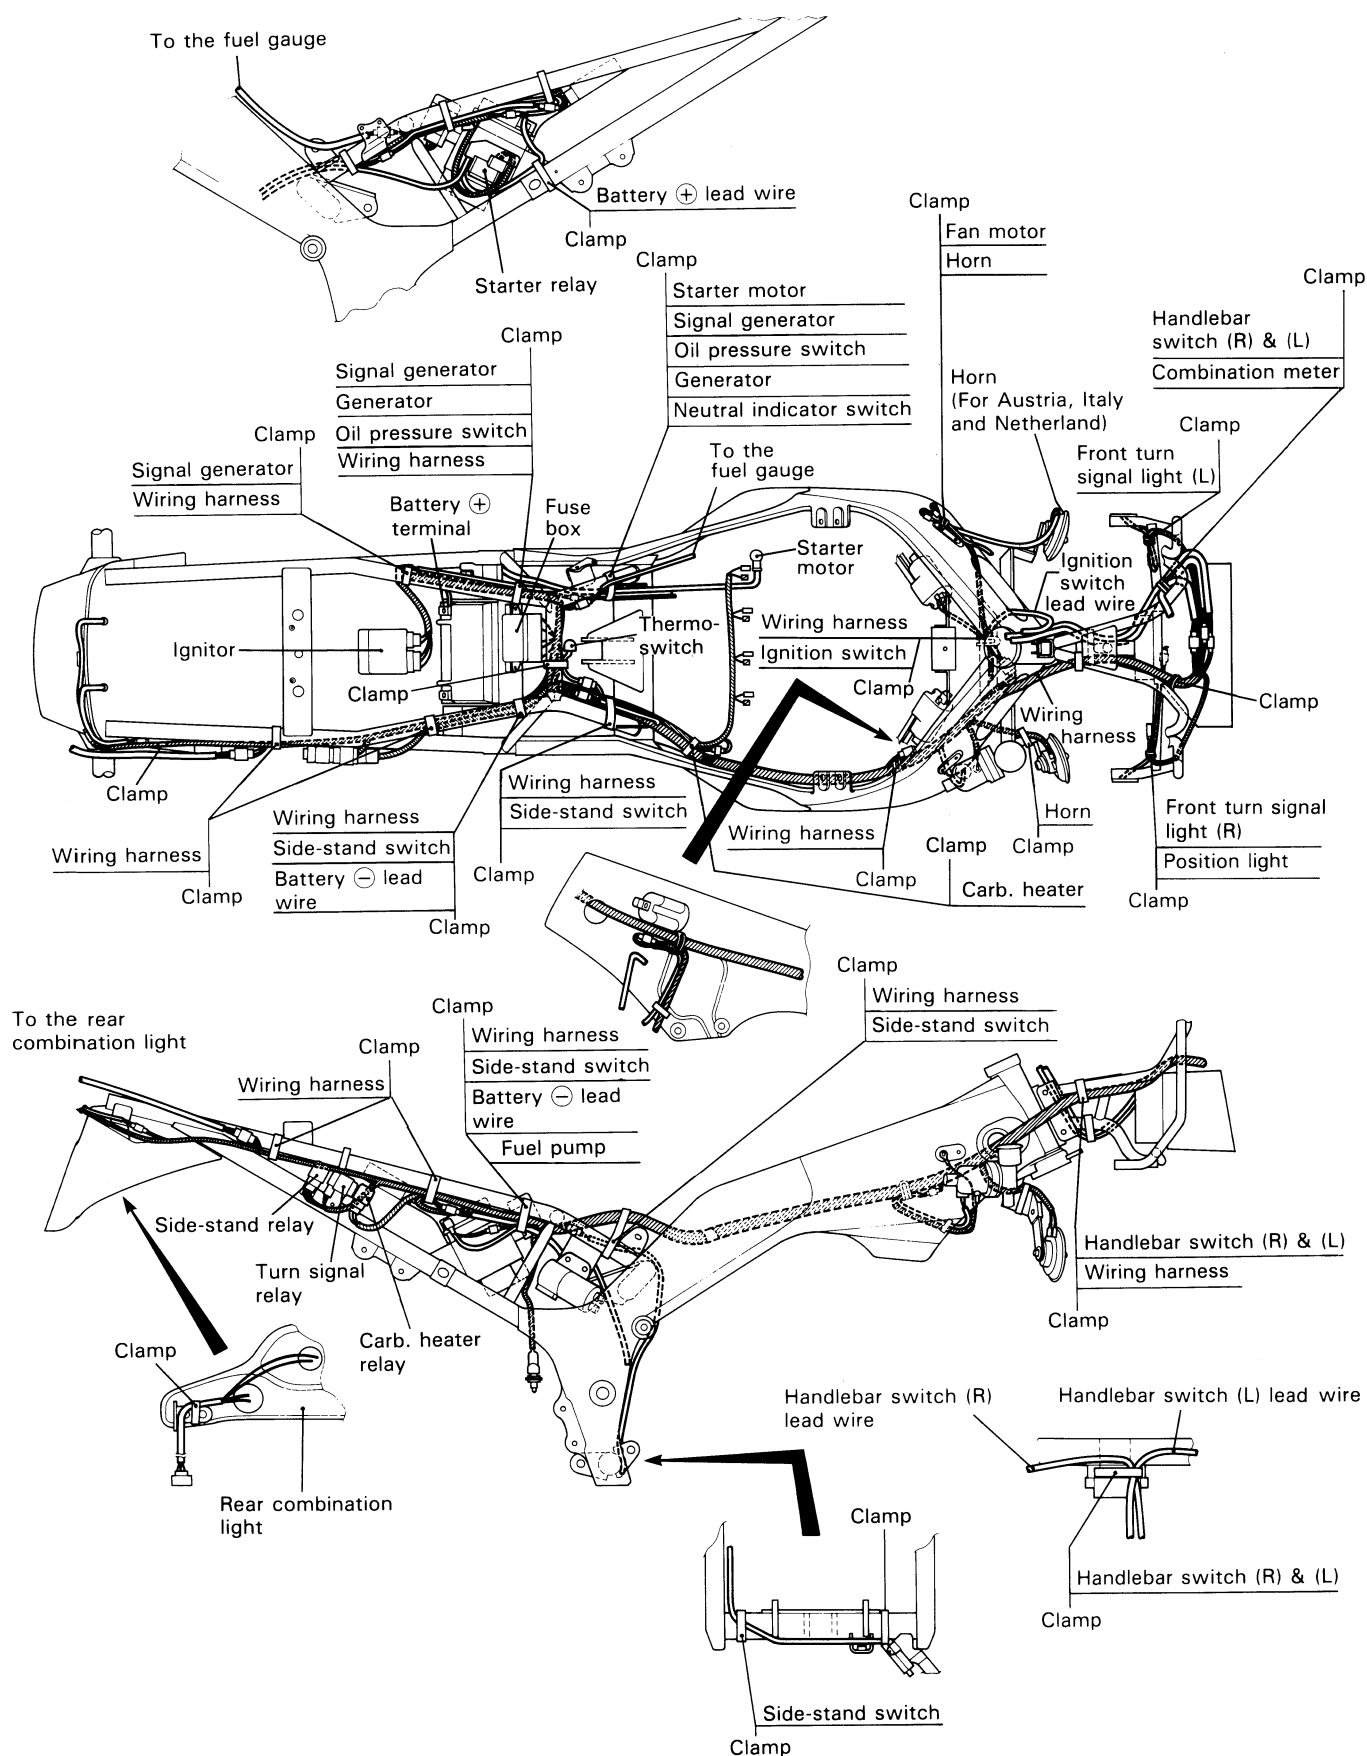 To the fuel gauge
Battery ⊕ lead wire
Clamp
Starter relay
Clamp
Starter motor
Signal generator
Oil pressure switch
Generator
Neutral indicator switch
Clamp
Fan motor
Horn
Clamp
Handlebar
switch (R) & (L)
Combination meter
Clamp
Signal generator
Generator
Oil pressure switch
Wiring harness
Clamp
Signal generator
Wiring harness
Battery ⊕
terminal
Fuse
box
To the
fuel gauge
Horn
(For Austria, Italy
and Netherland)
Clamp
Front turn
signal light (L)
Starter
motor
Ignition
switch
lead wire
Ignitor
Thermo-
switch
Wiring harness
Ignition switch
Clamp
Clamp
Clamp
Wiring
harness
Clamp
Wiring harness
Side-stand switch
Clamp
Wiring harness
Clamp
Wiring harness
Side-stand switch
Battery ⊖ lead
wire
Clamp
Wiring harness
Clamp
Horn
Clamp
Clamp
Carb. heater
Front turn signal
light (R)
Position light
Clamp
To the rear
combination light
Clamp
Wiring harness
Clamp
Wiring harness
Side-stand switch
Battery ⊖ lead
wire
Fuel pump
Clamp
Wiring harness
Side-stand switch
Side-stand relay
Turn signal
relay
Carb. heater
relay
Handlebar switch (R) & (L)
Wiring harness
Clamp
Clamp
Rear combination
light
Handlebar switch (R)
lead wire
Handlebar switch (L) lead wire
Handlebar switch (R) & (L)
Clamp
Clamp
Side-stand switch
Clamp